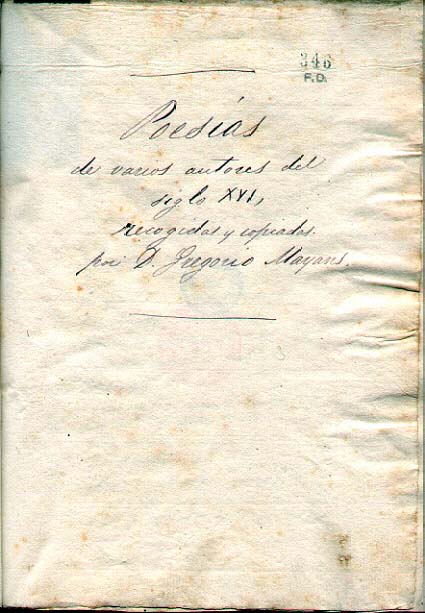 346
F.D.
Poesías
de varios autores del
siglo XVI,
recogidas y copiadas.
por D. Gregorio Mayans.